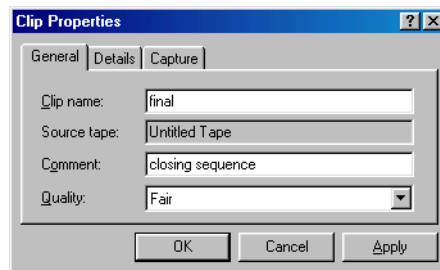 Clip Properties
General Details Capture
Clip name: final
Source tape: Untitled Tape
Comment: closing sequence
Quality: Fair
OK Cancel Apply